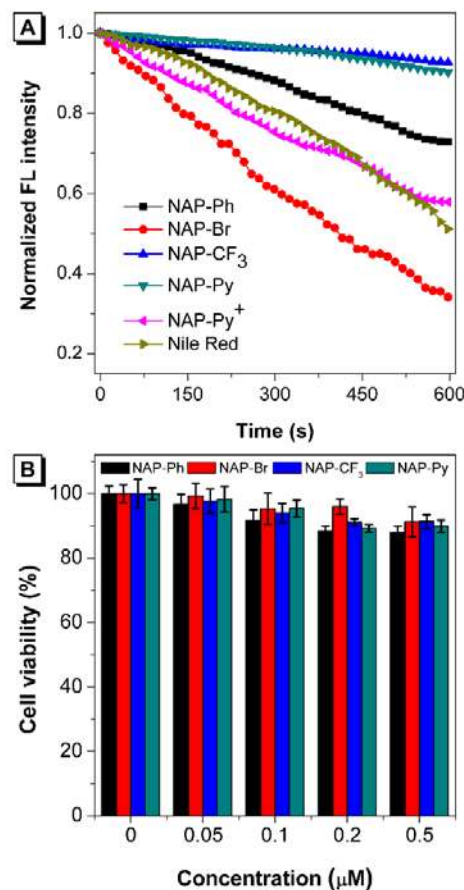 A
Normalized FL intensity
1.0
0.8
0.6
0.4
0.2
NAP-Ph
NAP-Br
NAP-CF3
NAP-Py
NAP-Py+
Nile Red
0 150 300 450 600
Time (s)
B
Cell viability (%)
NAP-Ph NAP-Br NAP-CF3 NAP-Py
100
80
60
40
20
0
0 0.05 0.1 0.2 0.5
Concentration (μM)